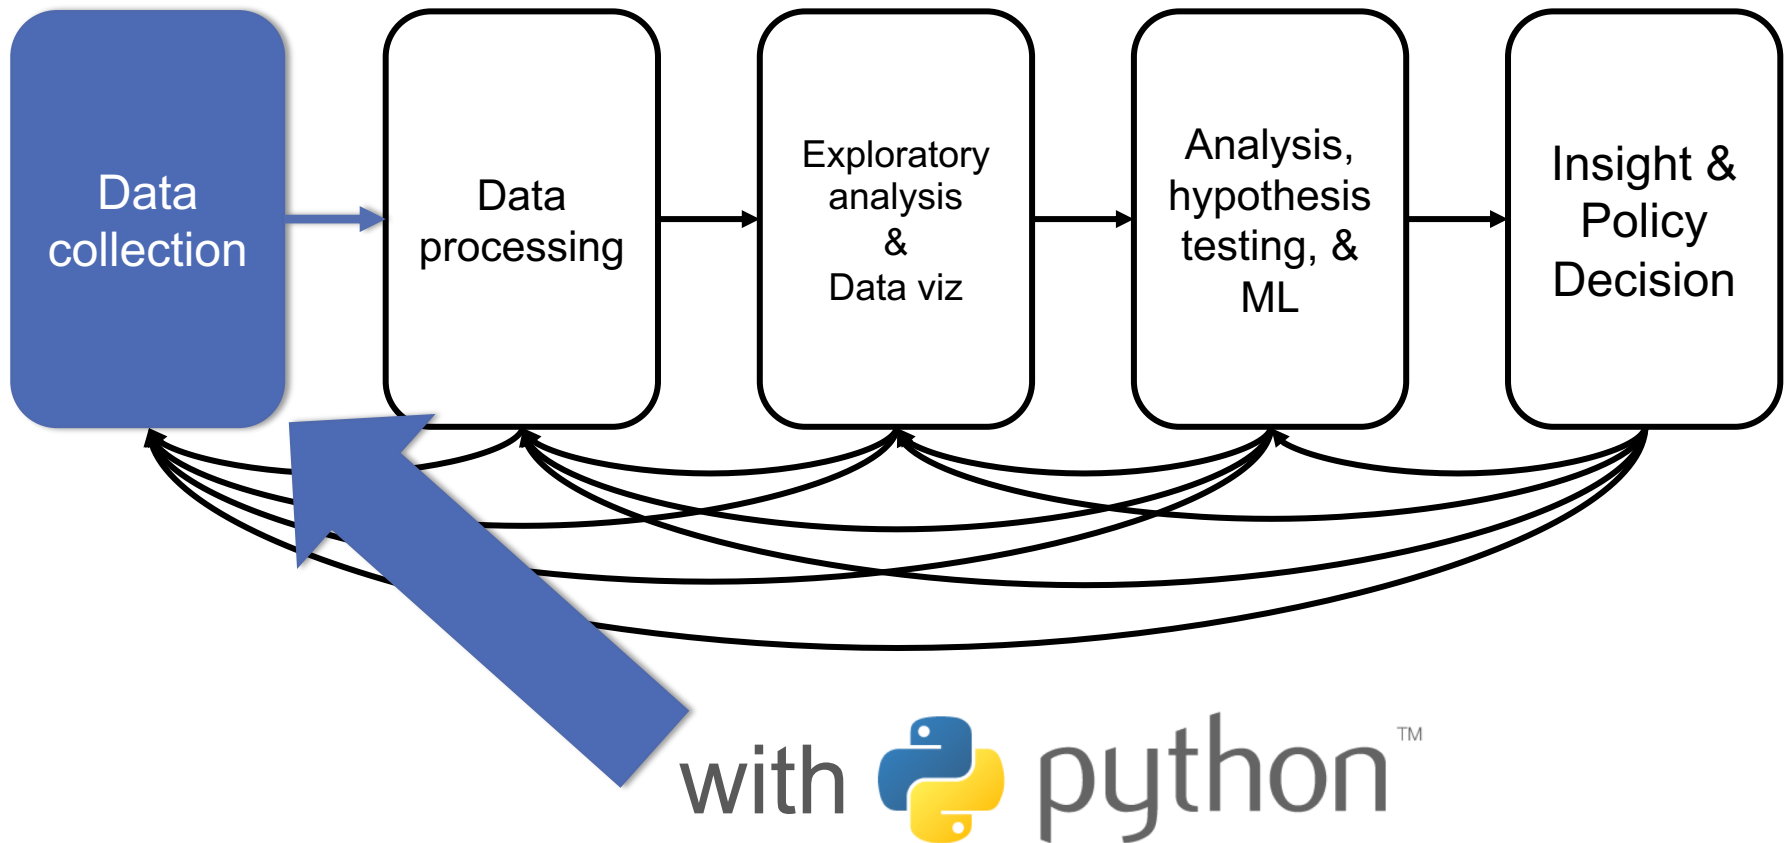 Data
collection
Data
processing
Exploratory
analysis
&
Data viz
Analysis,
hypothesis
testing, &
ML
Insight &
Policy
Decision
with python™